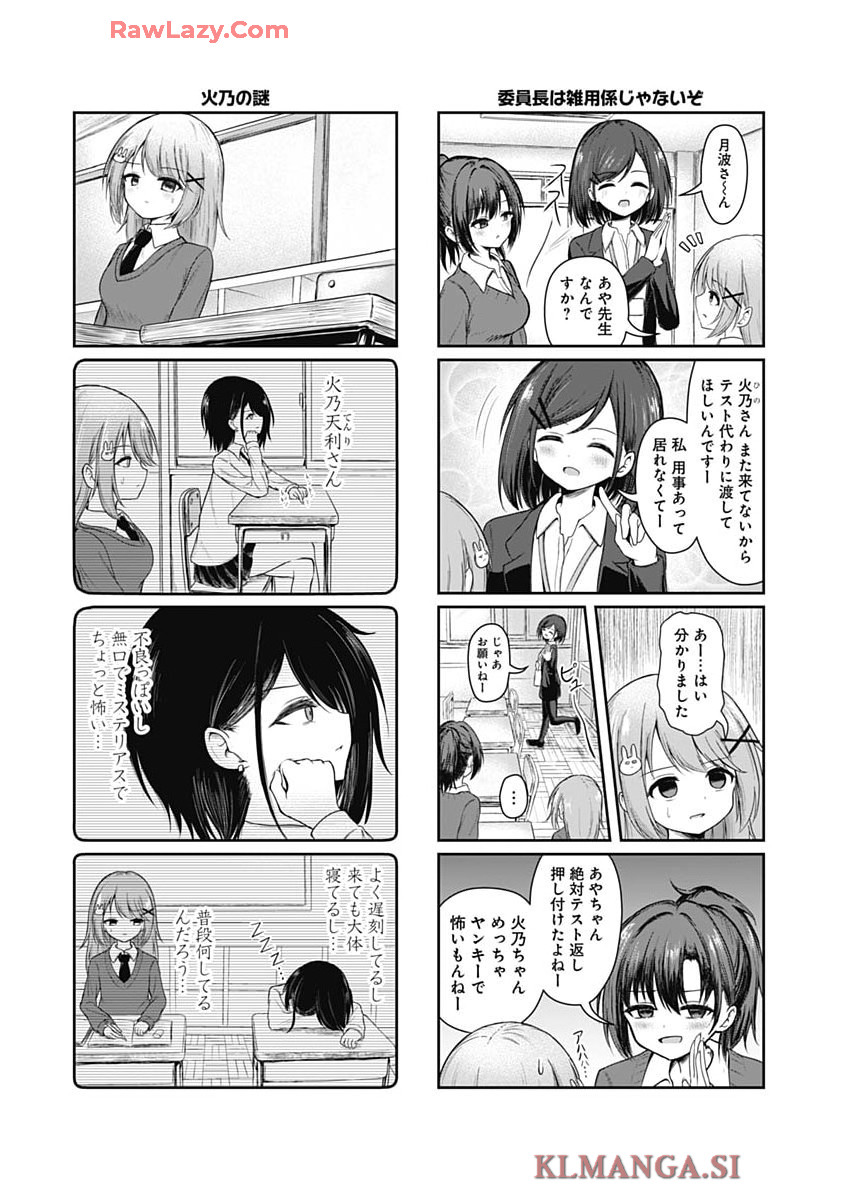 RawLazy.Com
委員長は雑用係じゃないぞ
月波さ～ん
あや先生
なんで
すか？
火乃さん また来てないから
ひの
テスト代わりに渡して
ほしいんですー
私 用事あって
居れなくてー
あー…はい
分かりました
じゃあ
お願いねー
ピュー
…
あやちゃん
絶対テスト返し
押し付けたよねー
火乃ちゃん
めっちゃ
ヤンキーで
怖いもんねー
アハハ…
火乃の謎
火乃天利さん
てんり
不良っぽいし
無口でミステリアスで
ちょっと怖い…
よく遅刻してるし
来ても大体
寝てるし…
普段何してる
んだろう…
KLMANGA.SI